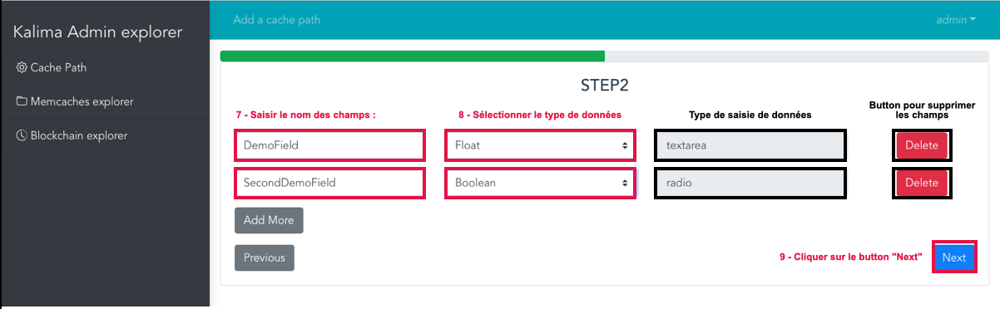 Kalima Admin explorer
Cache Path
Memcaches explorer
Blockchain explorer
Add a cache path
admin
STEP2
7 - Saisir le nom des champs :
8 - Sélectionner le type de données
Type de saisie de données
Button pour supprimer
les champs
DemoField
Float
textarea
Delete
SecondDemoField
Boolean
radio
Delete
Add More
Previous
9 - Cliquer sur le button "Next"
Next